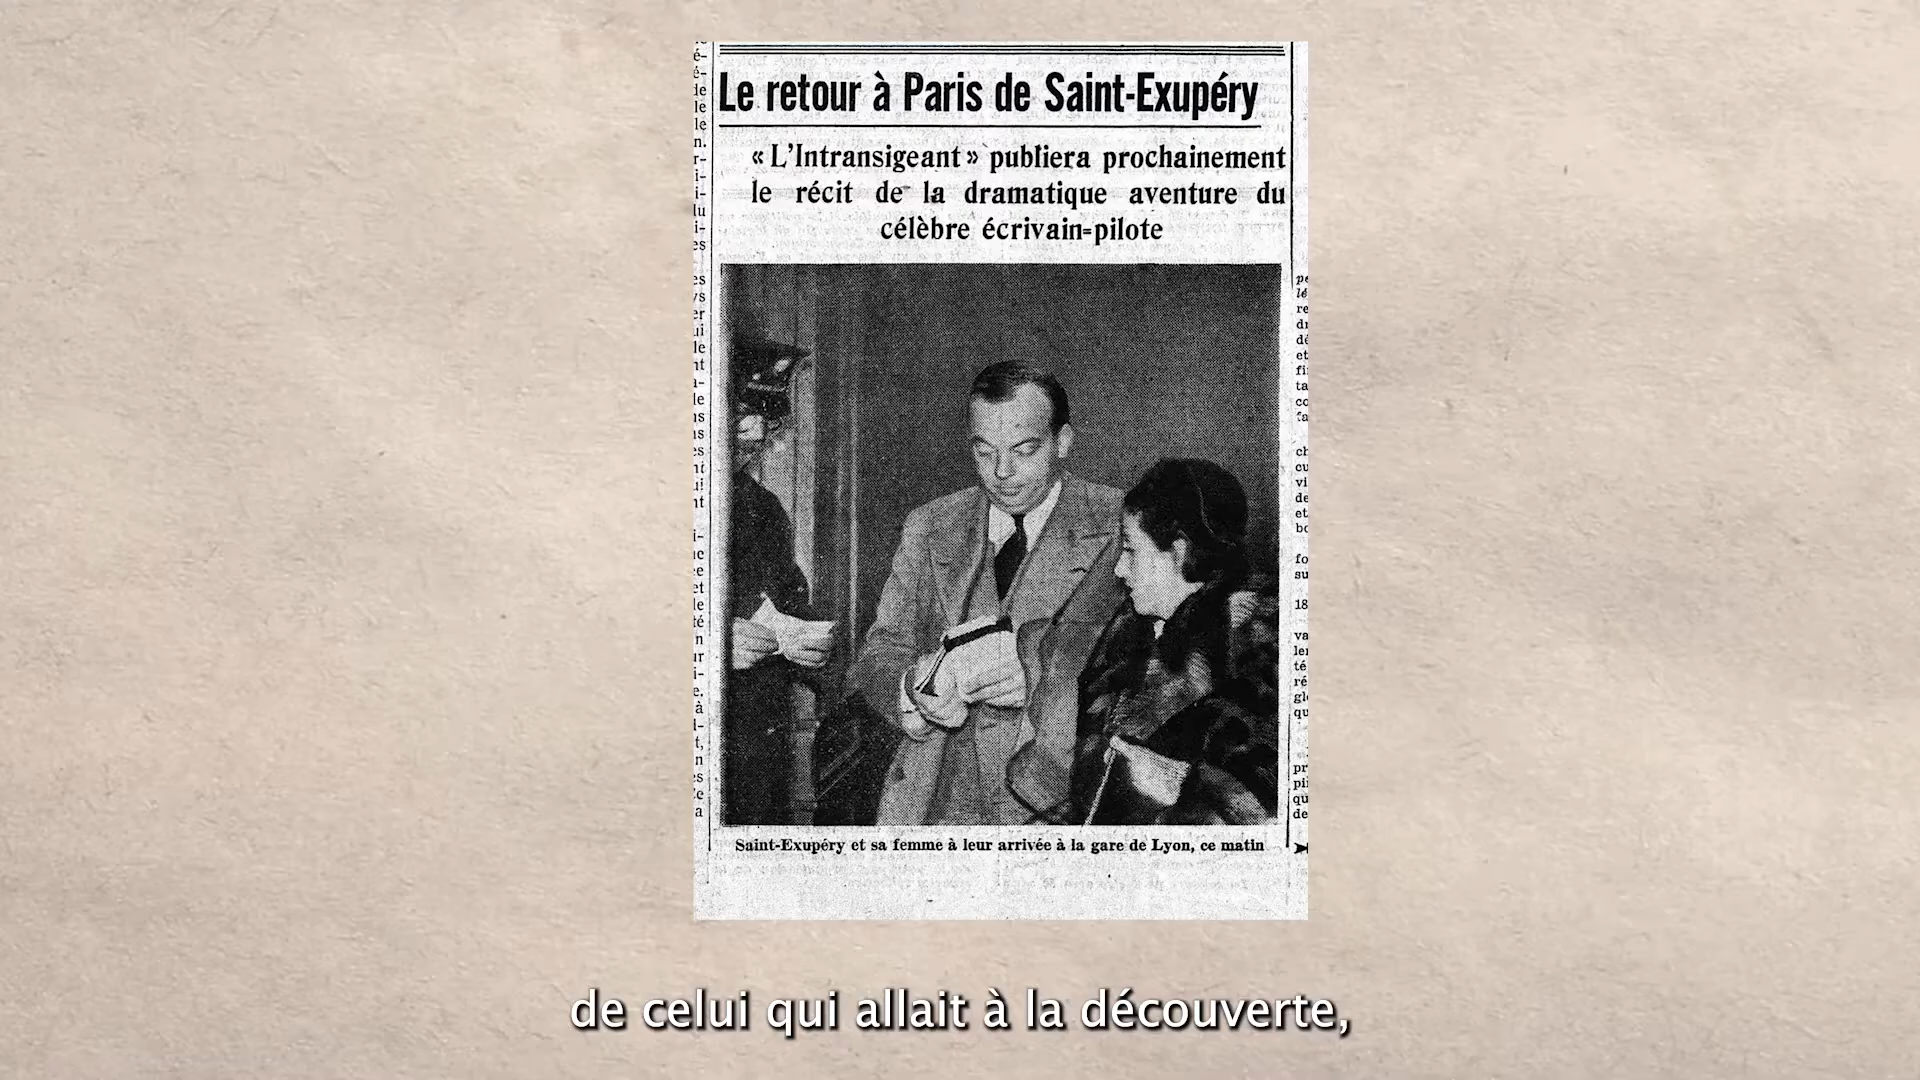 Le retour à Paris de Saint-Exupéry
« L'Intransigeant » publiera prochainement
le récit de la dramatique aventure du
célèbre écrivain-pilote
Saint-Exupéry et sa femme à leur arrivée à la gare de Lyon, ce matin
de celui qui allait à la découverte,